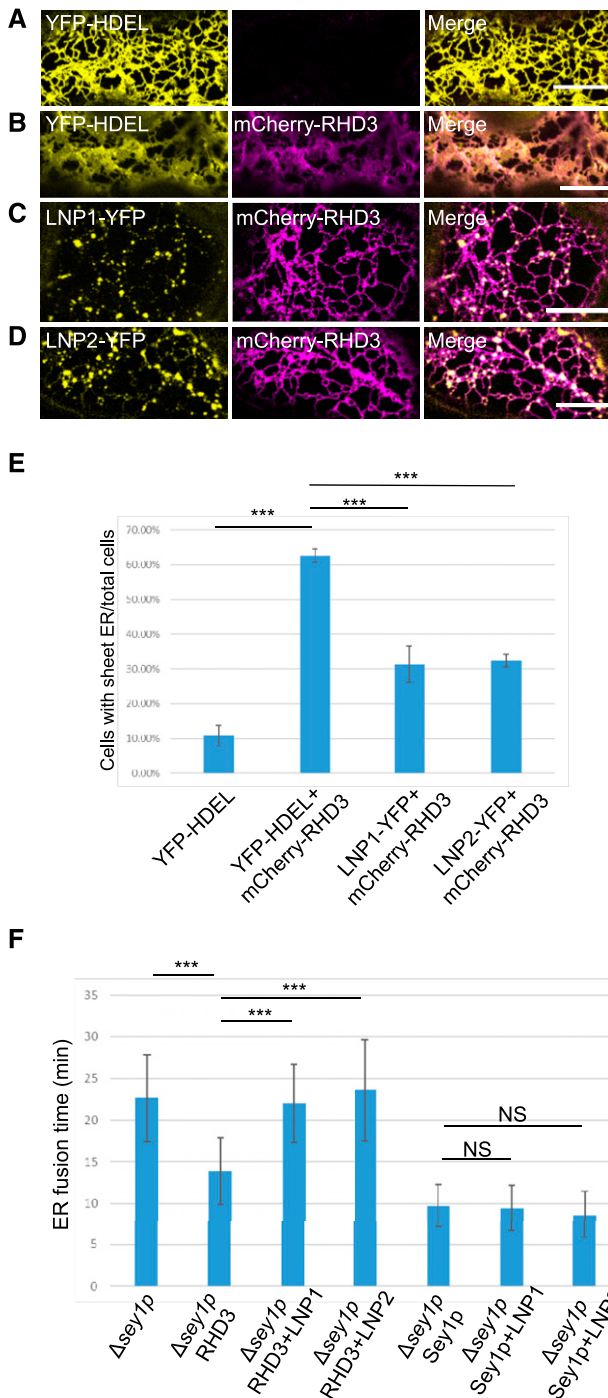 A
YFP-HDEL
Merge
B
YFP-HDEL
mCherry-RHD3
Merge
C
LNP1-YFP
mCherry-RHD3
Merge
D
LNP2-YFP
mCherry-RHD3
Merge
E
***
***
***
Cells with sheet ER/total cells
70.00%
60.00%
50.00%
40.00%
30.00%
20.00%
10.00%
0.00%
YFP-HDEL
YFP-HDEL+
mCherry-RHD3
LNP1-YFP+
mCherry-RHD3
LNP2-YFP+
mCherry-RHD3
F
***
***
***
NS
NS
ER fusion time (min)
35
30
25
20
15
10
5
0
Δsey1p
Δsey1p
RHD3
Δsey1p
RHD3+LNP1
Δsey1p
RHD3+LNP2
Δsey1p
Sey1p
Δsey1p
Sey1p+LNP1
Δsey1p